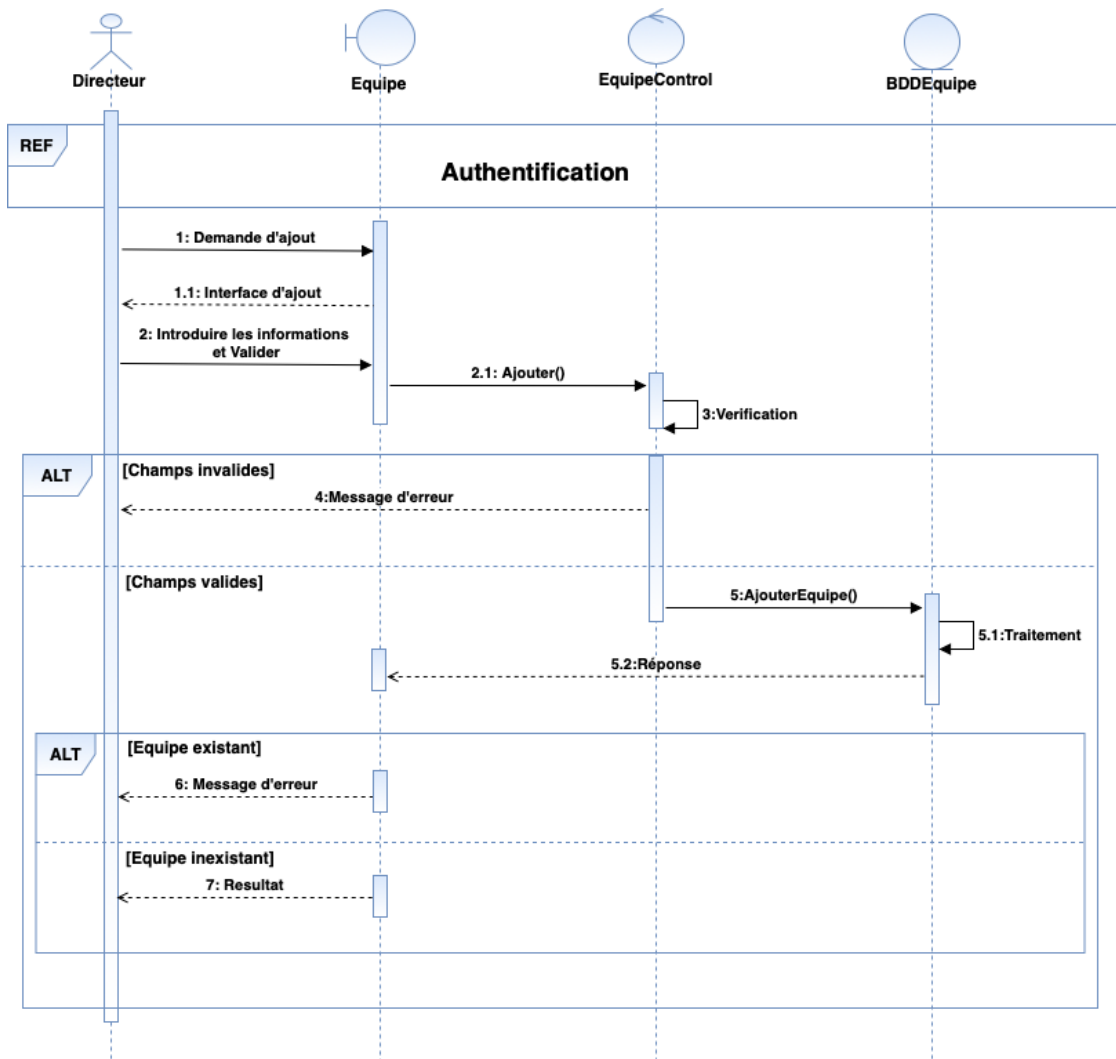 Directeur
Equipe
EquipeControl
BDDEquipe
REF
Authentification
1: Demande d'ajout
1.1: Interface d'ajout
2: Introduire les informations
et Valider
2.1: Ajouter()
3:Verification
ALT
[Champs invalides]
4:Message d'erreur
[Champs valides]
5:AjouterEquipe()
5.1:Traitement
5.2:Réponse
ALT
[Equipe existant]
6: Message d'erreur
[Equipe inexistant]
7: Resultat